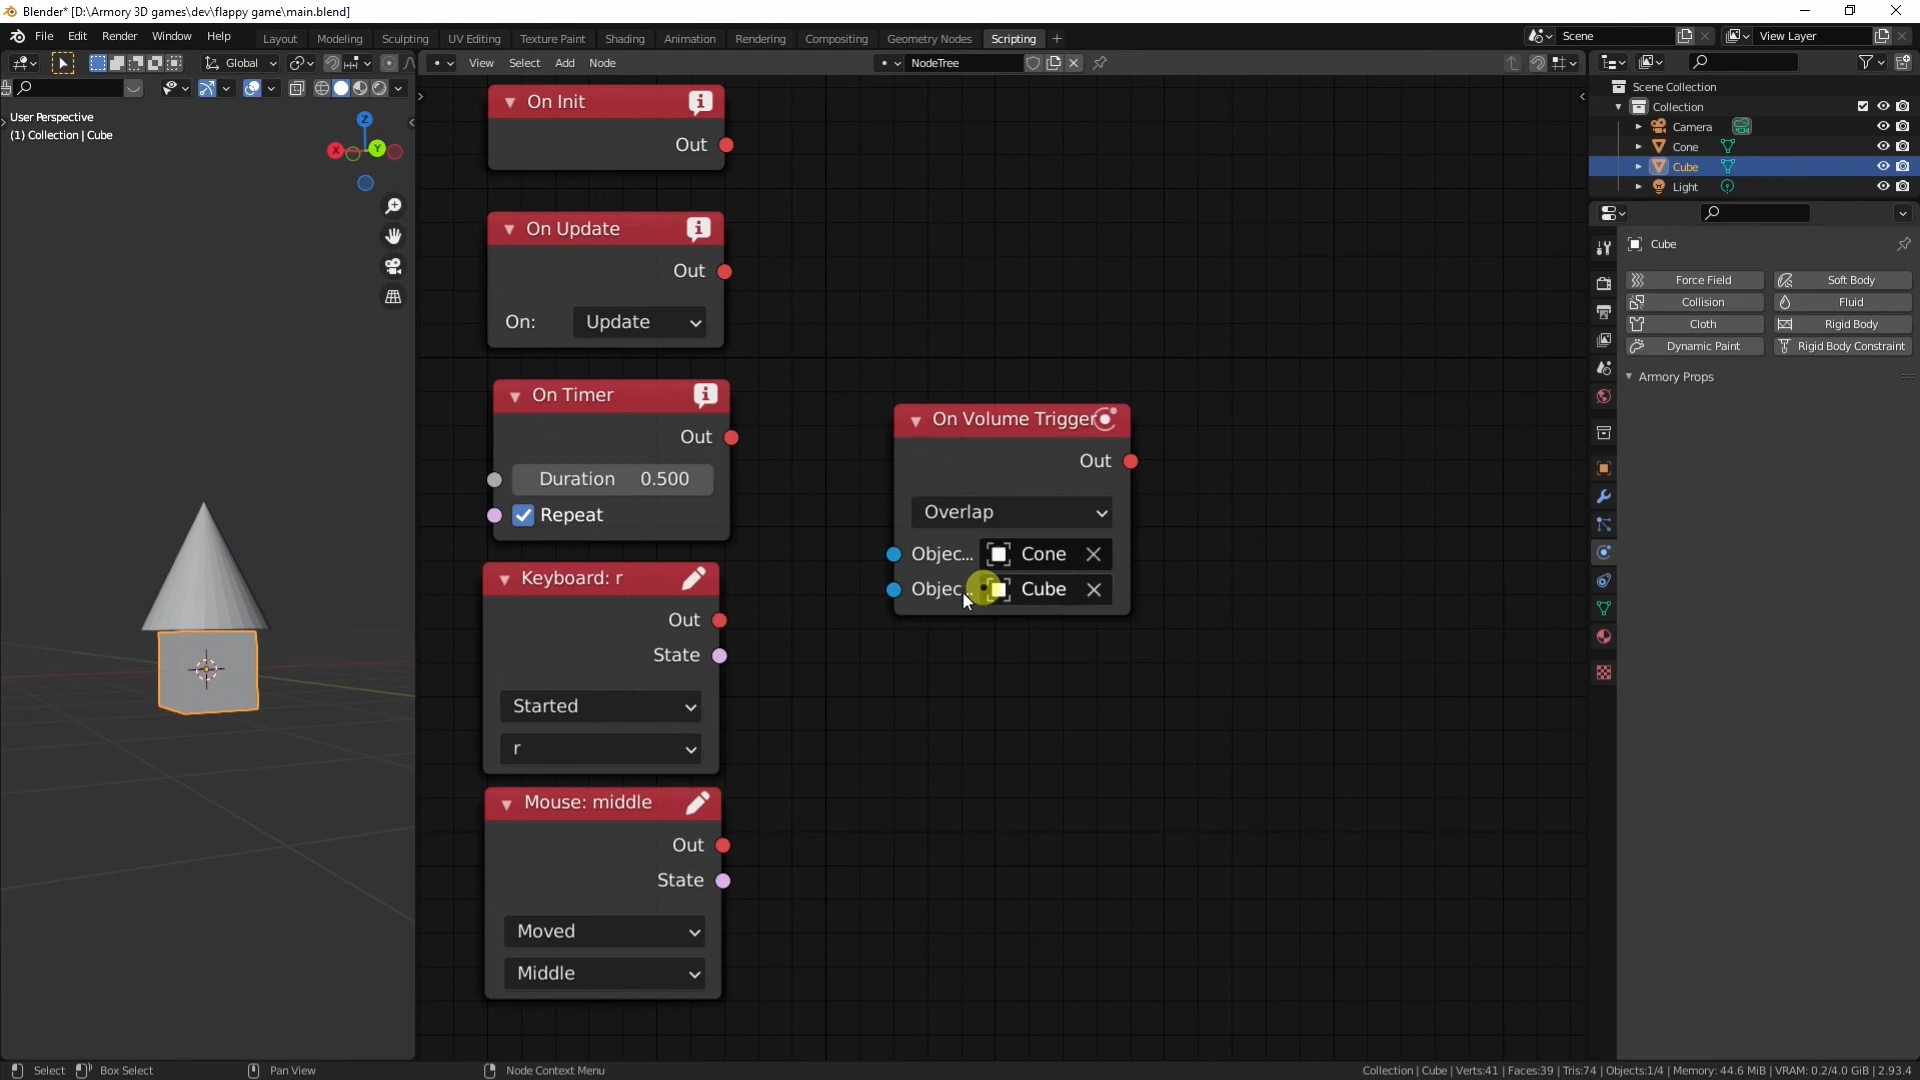 Blender* [D:\Armory 3D games\dev\flappy game\main.blend]
File Edit Render Window Help Layout Modeling Sculpting UV Editing Texture Paint Shading Animation Rendering Compositing Geometry Nodes Scripting +
Scene View Layer
Global View Select Add Node NodeTree
User Perspective
(1) Collection | Cube
Z
X Y
On Init
Out
On Update
Out
On: Update
On Timer
Out
Duration 0.500
Repeat
Keyboard: r
Out
State
Started
r
Mouse: middle
Out
State
Moved
Middle
On Volume Trigger
Out
Overlap
Objec... Cone
Objec... Cube
Scene Collection
Collection
Camera
Cone
Cube
Light
Cube
Force Field Soft Body
Collision Fluid
Cloth Rigid Body
Dynamic Paint Rigid Body Constraint
Armory Props
Select Box Select Pan View Node Context Menu
Collection | Cube | Verts:41 | Faces:39 | Tris:74 | Objects:1/4 | Memory: 44.6 MiB | VRAM: 0.2/4.0 GiB | 2.93.4